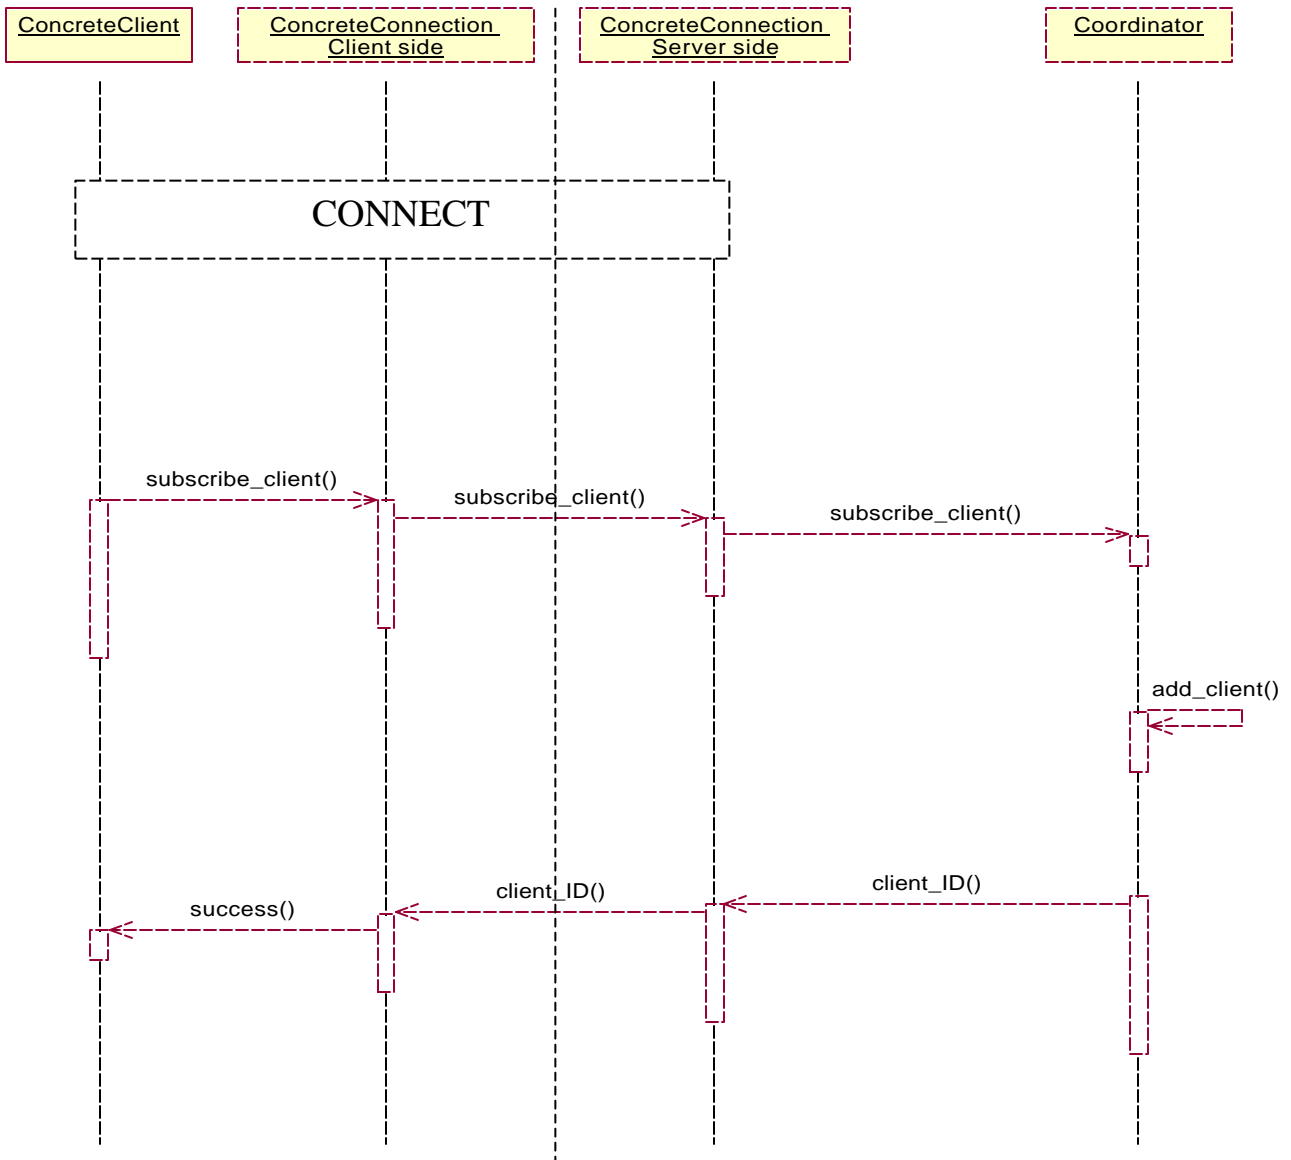 ConcreteClient
ConcreteConnection
Client side
ConcreteConnection
Server side
Coordinator
CONNECT
subscribe_client()
subscribe_client()
subscribe_client()
add_client()
client_ID()
client_ID()
success()